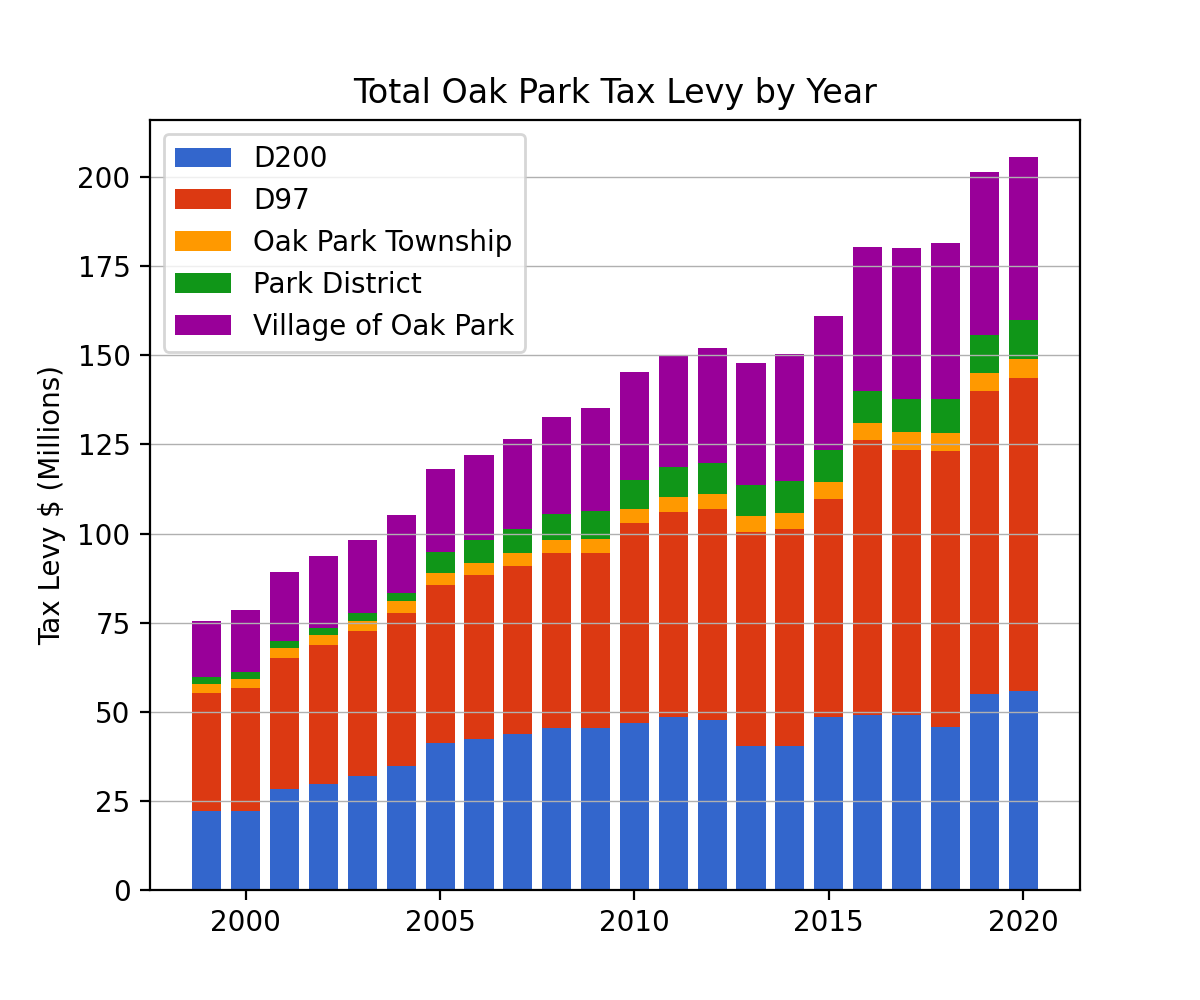 Total Oak Park Tax Levy by Year
D200
D97
Oak Park Township
Park District
Village of Oak Park
Tax Levy $ (Millions)
200
175
150
125
100
75
50
25
0
2000 2005 2010 2015 2020